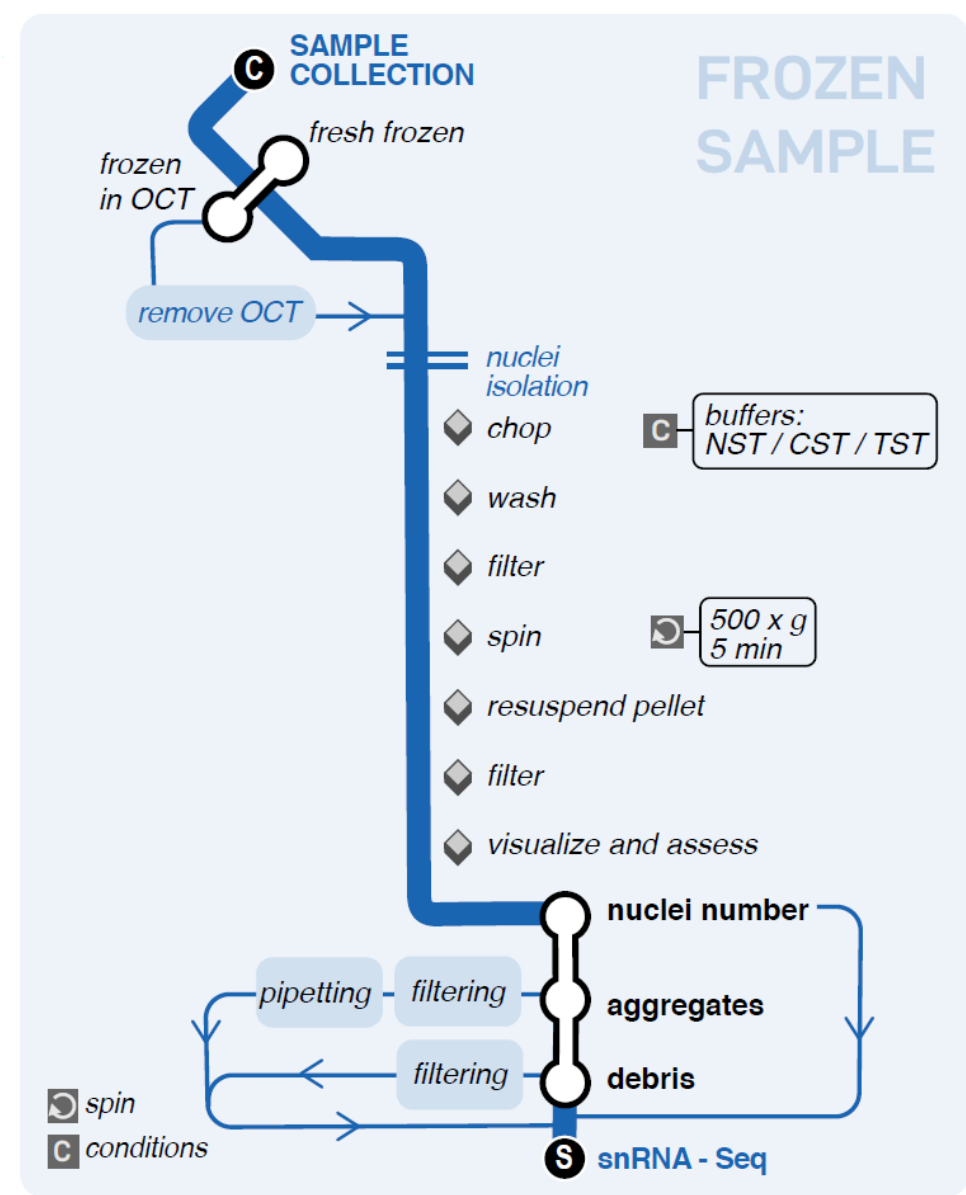 C
SAMPLE
COLLECTION
FROZEN
SAMPLE
fresh frozen
frozen
in OCT
remove OCT
nuclei
isolation
chop
C
buffers:
NST / CST / TST
wash
filter
spin
500 x g
5 min
resuspend pellet
filter
visualize and assess
nuclei number
pipetting
filtering
aggregates
filtering
debris
spin
C
conditions
S
snRNA - Seq